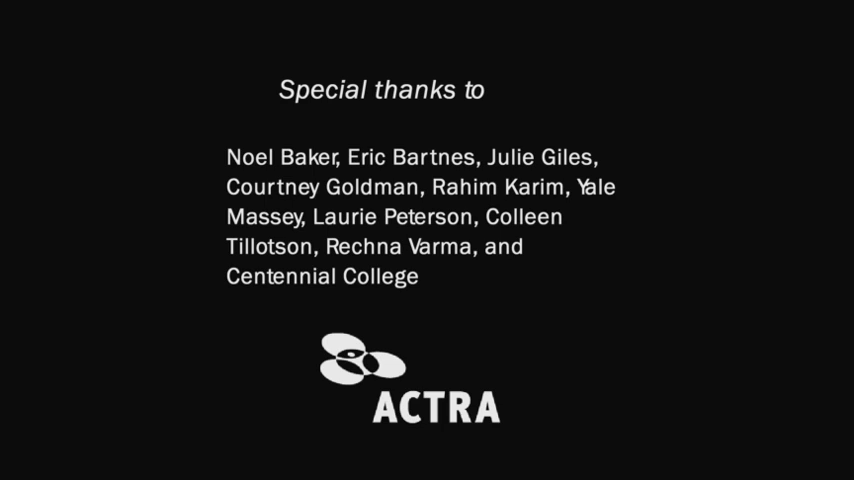 Special thanks to
Noel Baker, Eric Bartnes, Julie Giles,
Courtney Goldman, Rahim Karim, Yale
Massey, Laurie Peterson, Colleen
Tillotson, Rechna Varma, and
Centennial College
ACTRA